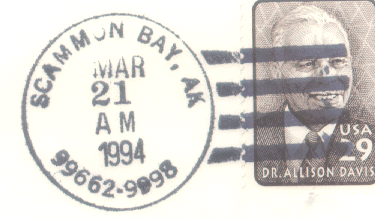 SCAMMON BAY, AK
MAR
21
AM
1994
99662-9998
USA
29
DR. ALLISON DAVIS